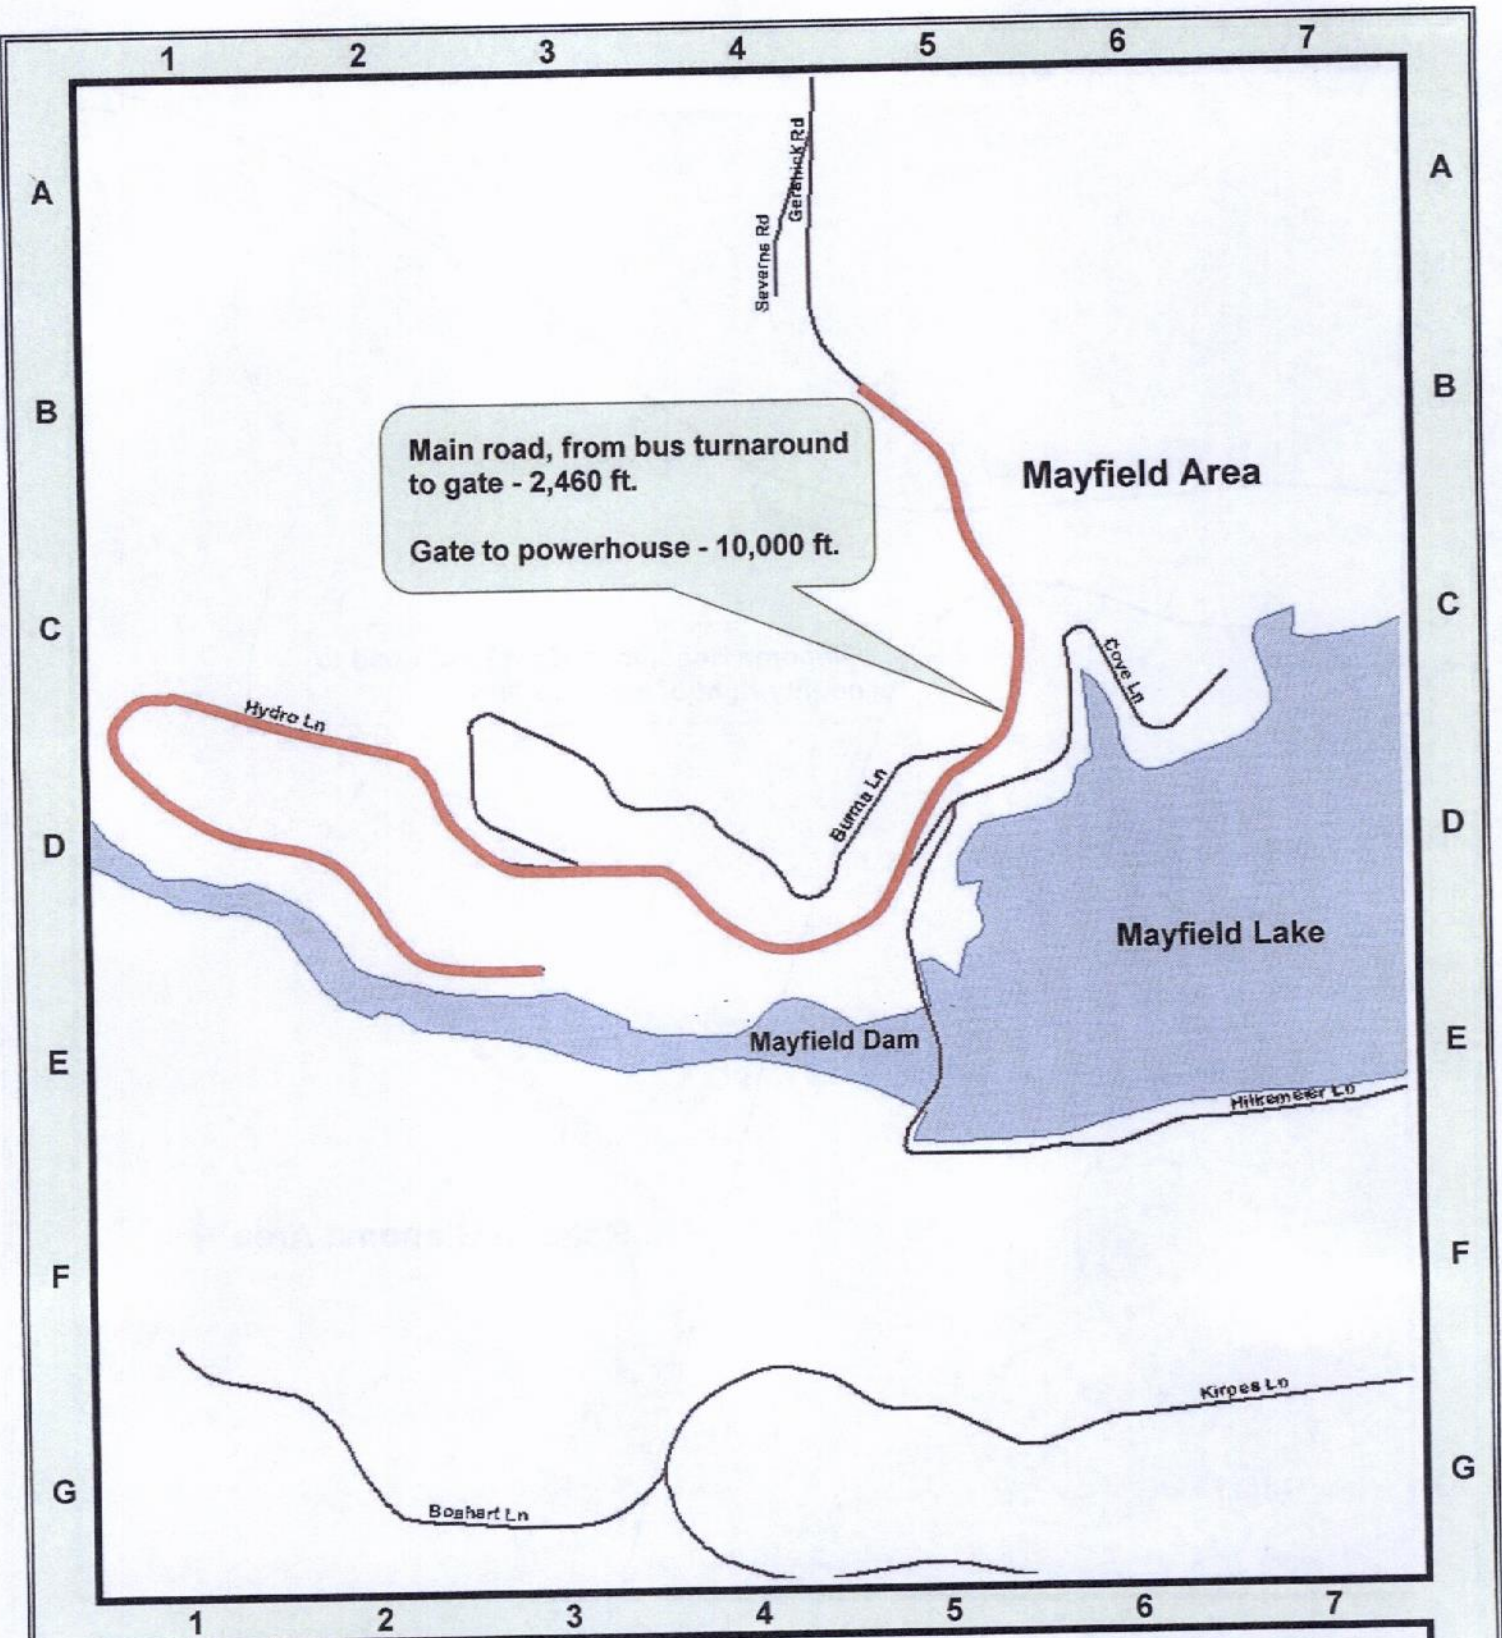 1 2 3 4 5 6 7
A A
Gershick Rd
Severns Rd
B B
Main road, from bus turnaround
to gate - 2,460 ft.
Gate to powerhouse - 10,000 ft.
Mayfield Area
C C
Cove Ln
Hydro Ln
Burma Ln
D D
Mayfield Lake
Mayfield Dam
E E
Hilkemeier Ln
F F
Kirpes Ln
G G
Boshart Ln
1 2 3 4 5 6 7